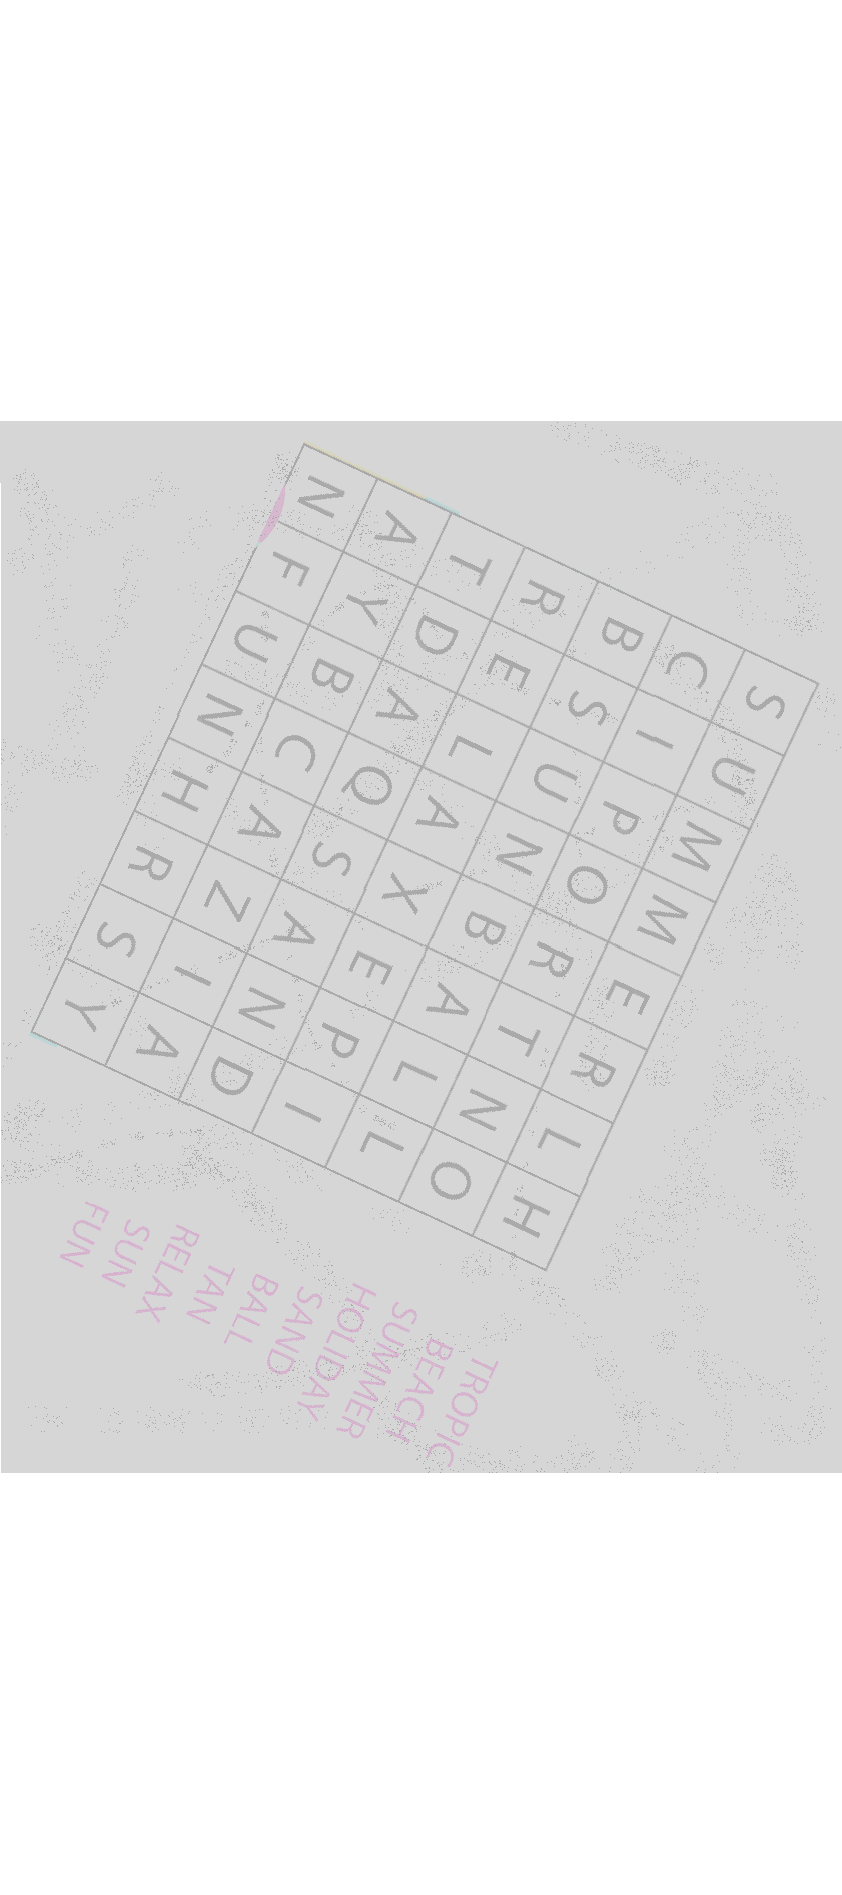 S U M M E R L H
C I P O R T N O
B S U N B A L L
R E L A X E P I
T D A Q S A N D
A Y B C A Z I A
N F U N H R S Y
TROPIC
BEACH
SUMMER
HOLIDAY
SAND
BALL
TAN
RELAX
SUN
FUN